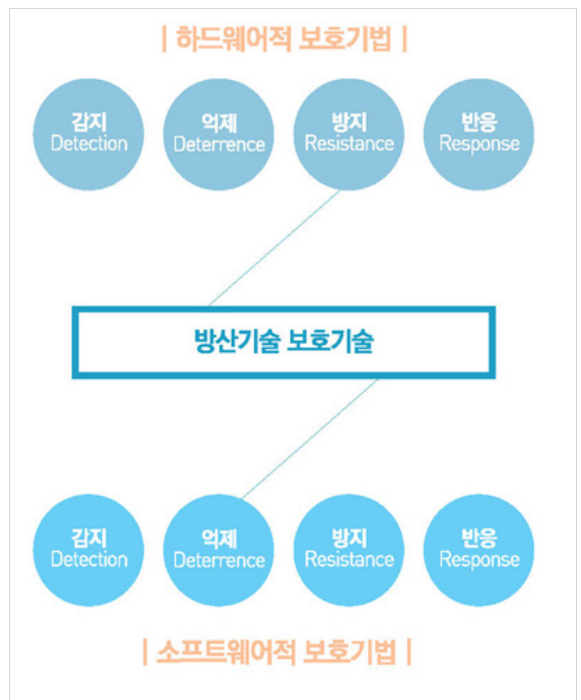 | 하드웨어적 보호기법 |
감지
Detection
억제
Deterrence
방지
Resistance
반응
Response
방산기술 보호기술
감지
Detection
억제
Deterrence
방지
Resistance
반응
Response
| 소프트웨어적 보호기법 |